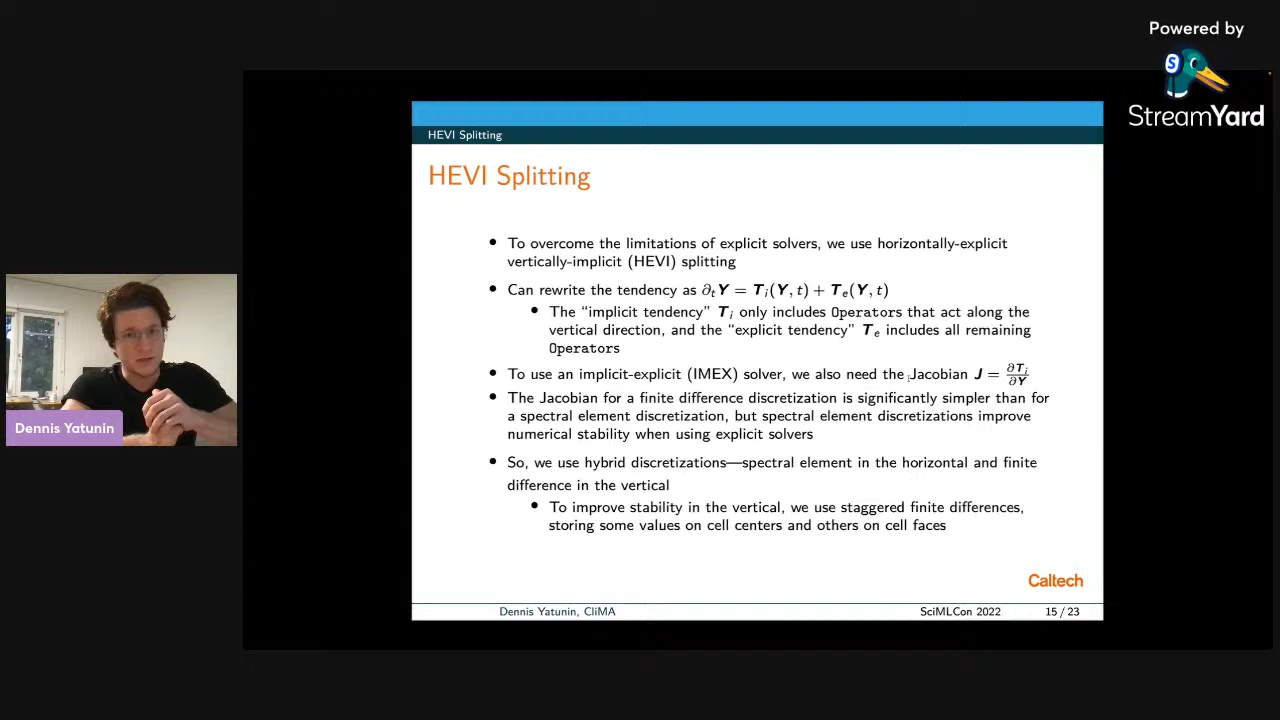 Powered by
S
StreamYard
HEVI Splitting
HEVI Splitting
• To overcome the limitations of explicit solvers, we use horizontally-explicit
vertically-implicit (HEVI) splitting
• Can rewrite the tendency as ∂ₜY = Tᵢ(Y, t) + Tₑ(Y, t)
• The “implicit tendency” Tᵢ only includes Operators that act along the
vertical direction, and the “explicit tendency” Tₑ includes all remaining
Operators
• To use an implicit-explicit (IMEX) solver, we also need the Jacobian J = ∂Tᵢ/∂Y
• The Jacobian for a finite difference discretization is significantly simpler than for
a spectral element discretization, but spectral element discretizations improve
numerical stability when using explicit solvers
• So, we use hybrid discretizations—spectral element in the horizontal and finite
difference in the vertical
• To improve stability in the vertical, we use staggered finite differences,
storing some values on cell centers and others on cell faces
Caltech
Dennis Yatunin, CliMA SciMLCon 2022 15 / 23
Dennis Yatunin